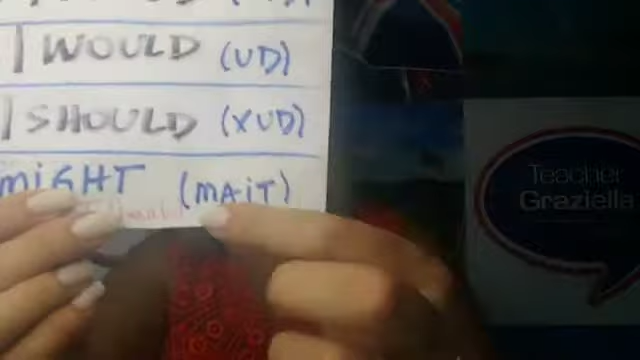 I WOULD (UD)
I SHOULD (XUD)
MIGHT (MAIT)
Teacher
Graziella